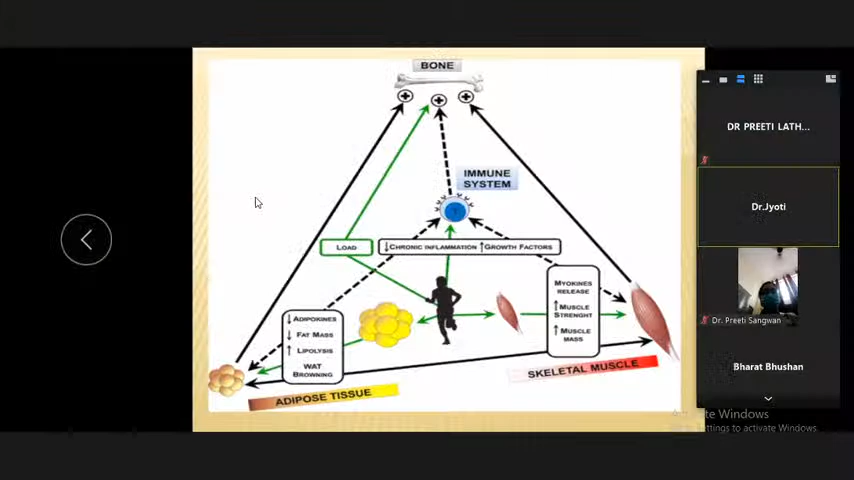 BONE
IMMUNE
SYSTEM
LOAD
↓CHRONIC INFLAMMATION ↑GROWTH FACTORS
MYOKINES
RELEASE
↑ MUSCLE
STRENGHT
↑ MUSCLE
MASS
↓ ADIPOKINES
↓ FAT MASS
↑ LIPOLYSIS
WAT
BROWNING
ADIPOSE TISSUE
SKELETAL MUSCLE
DR PREETI LATH...
Dr.Jyoti
Dr. Preeti Sangwan
Bharat Bhushan
Windows
to activate Windows.